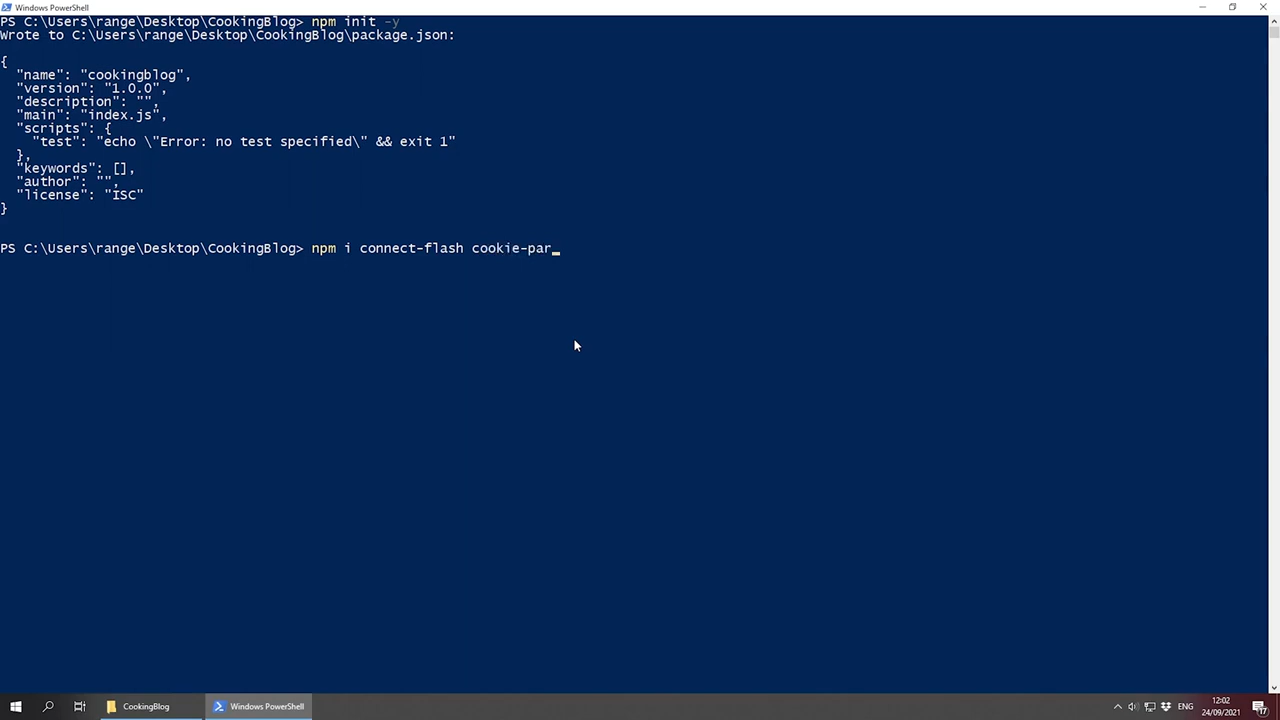 Windows PowerShell
PS C:\Users\range\Desktop\CookingBlog> npm init -y
Wrote to C:\Users\range\Desktop\CookingBlog\package.json:
{
"name": "cookingblog",
"version": "1.0.0",
"description": "",
"main": "index.js",
"scripts": {
"test": "echo \"Error: no test specified\" && exit 1"
},
"keywords": [],
"author": "",
"license": "ISC"
}
PS C:\Users\range\Desktop\CookingBlog> npm i connect-flash cookie-par_
CookingBlog
Windows PowerShell
ENG
12:02
24/09/2021
17